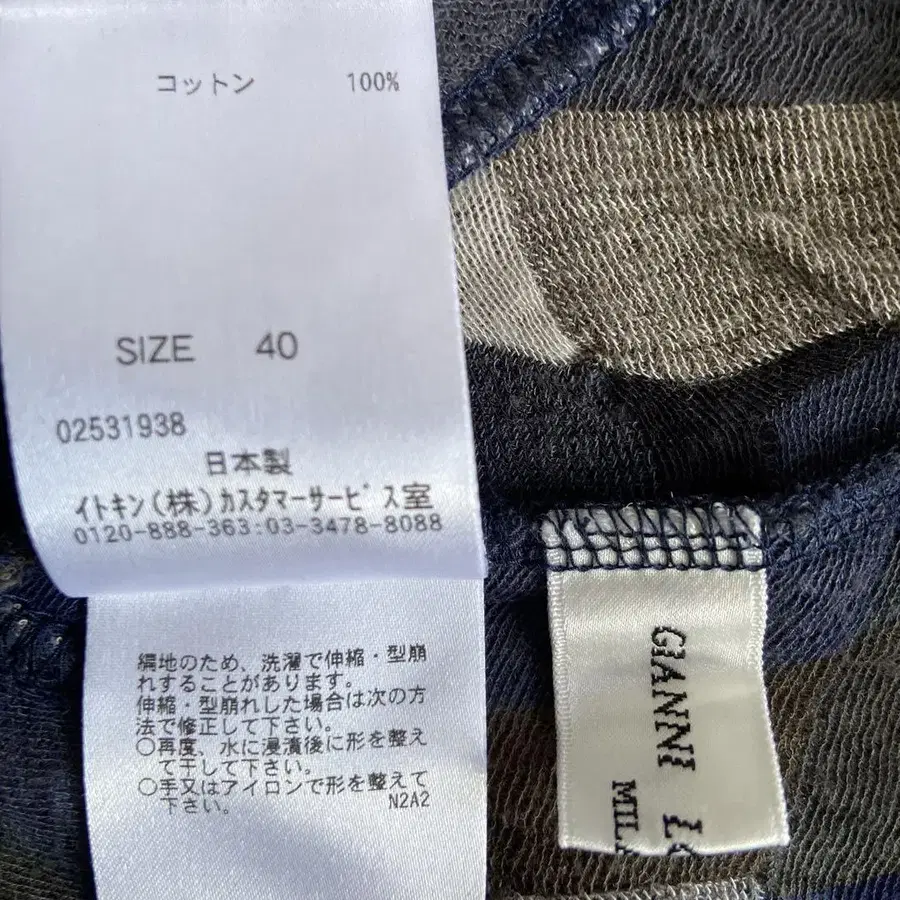 コットン 100%
SIZE 40
02531938
日本製
イトキン(株)カスタマーサービス室
0120-888-363:03-3478-8088
編地のため、洗濯で伸縮・型崩
れすることがあります。
伸縮・型崩れした場合は次の方
法で修正して下さい。
○再度、水に浸漬後に形を整え
て干して下さい。
○手又はアイロンで形を整えて
下さい。 N2A2
GIANNI